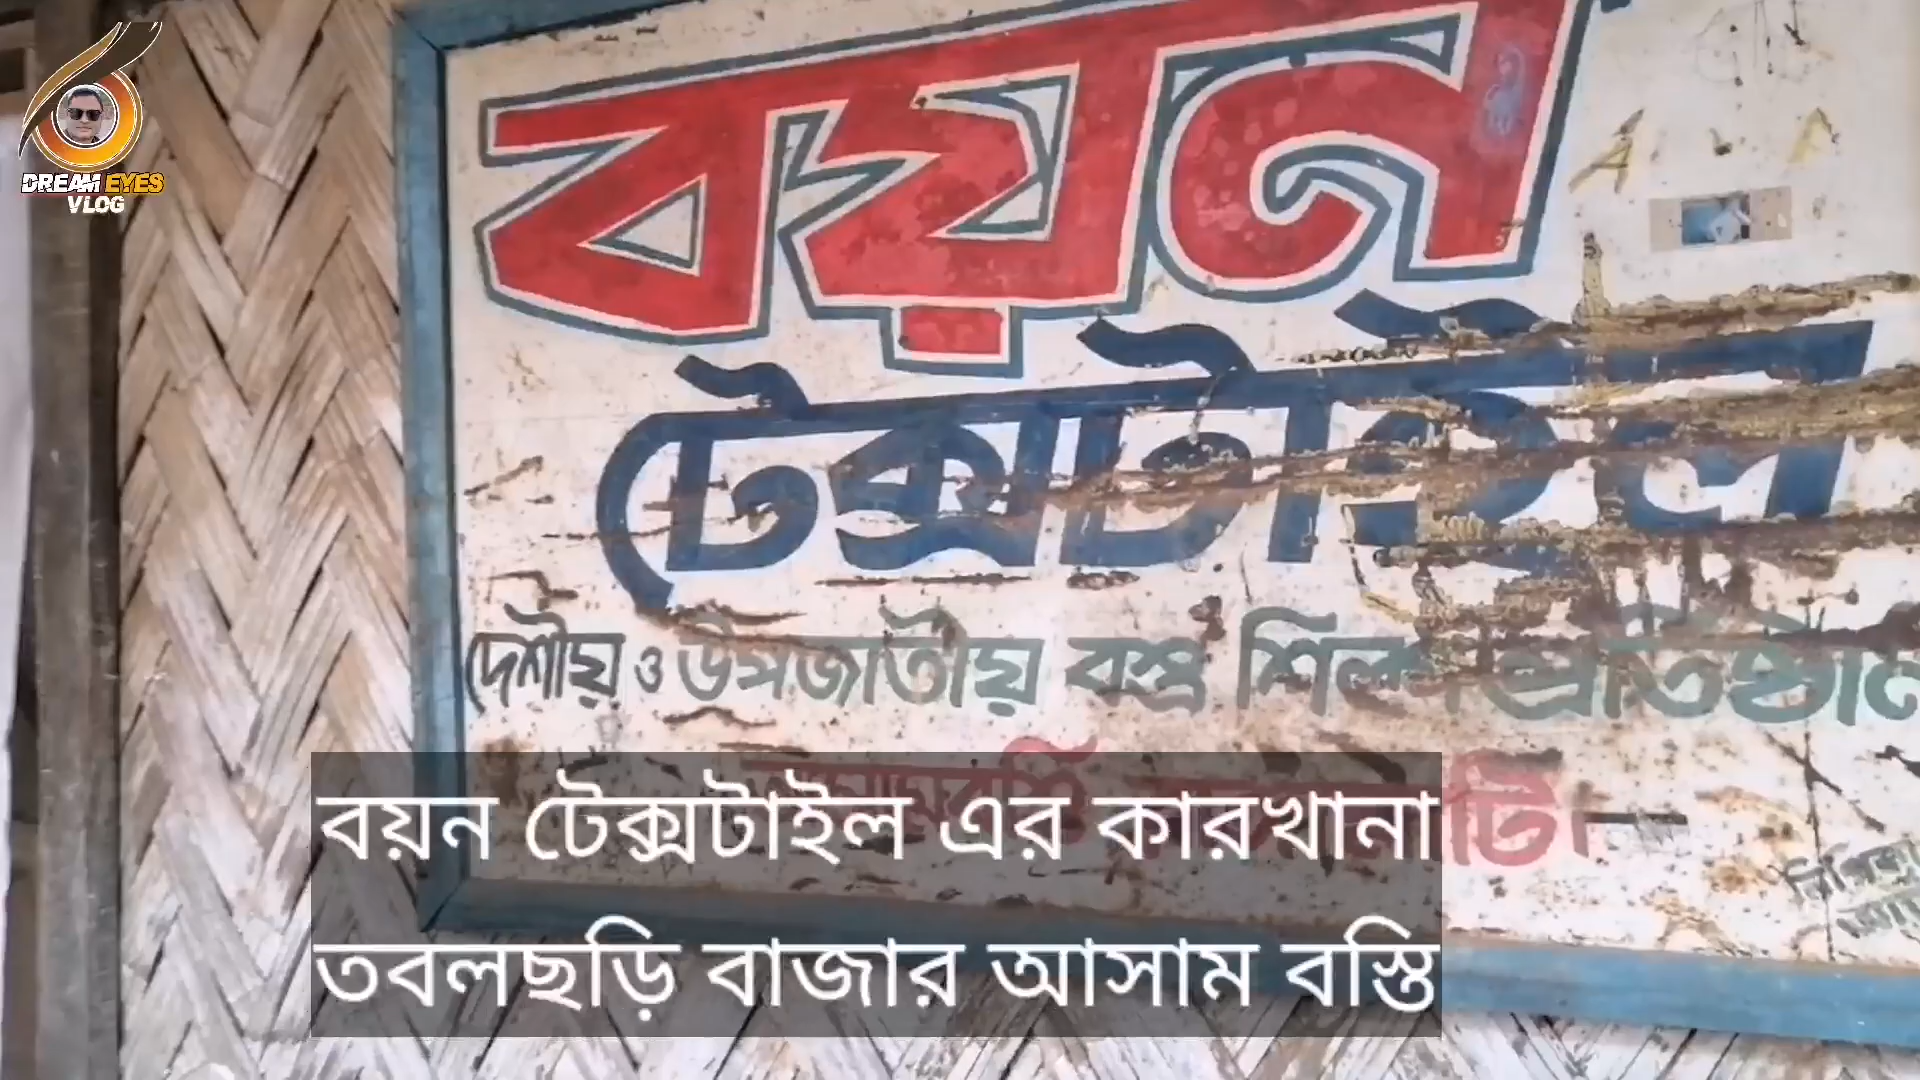 DREAM EYES
VLOG
বয়ন
টেক্সটাইল
দেশীয় ও উপজাতীয় বস্ত্র শিল্প প্রতিষ্ঠান
বয়ন টেক্সটাইল এর কারখানা
তবলছড়ি বাজার আসাম বস্তি